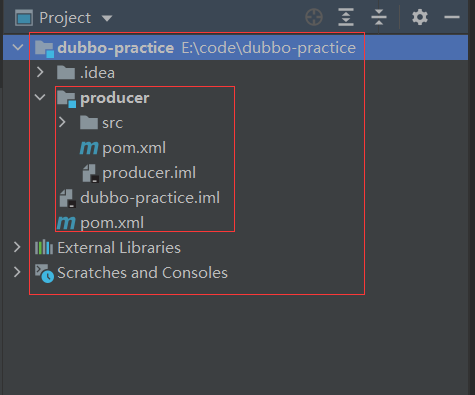 Project
dubbo-practice E:\code\dubbo-practice
.idea
producer
src
pom.xml
producer.iml
dubbo-practice.iml
pom.xml
External Libraries
Scratches and Consoles